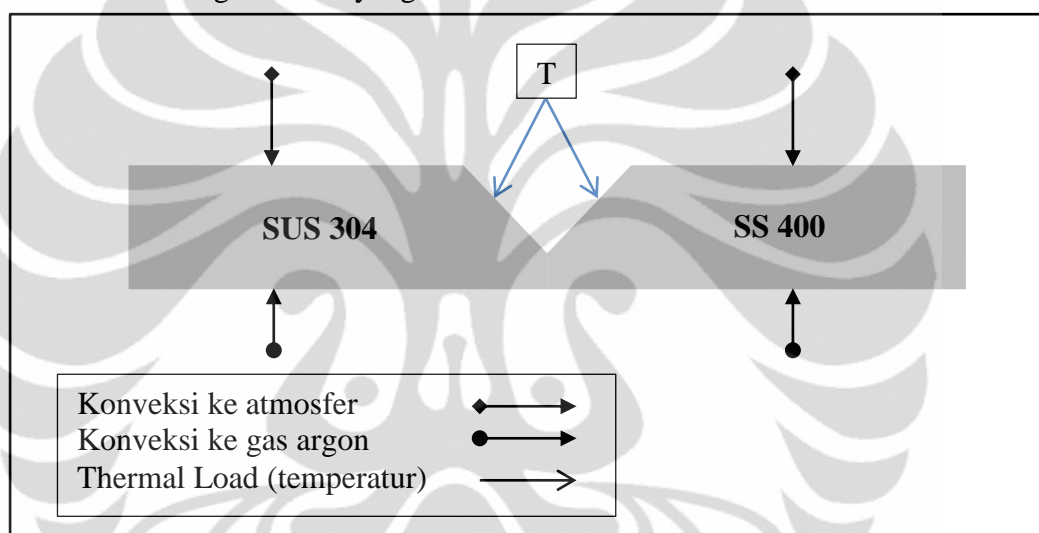 T
SUS 304
SS 400
Konveksi ke atmosfer
Konveksi ke gas argon
Thermal Load (temperatur)